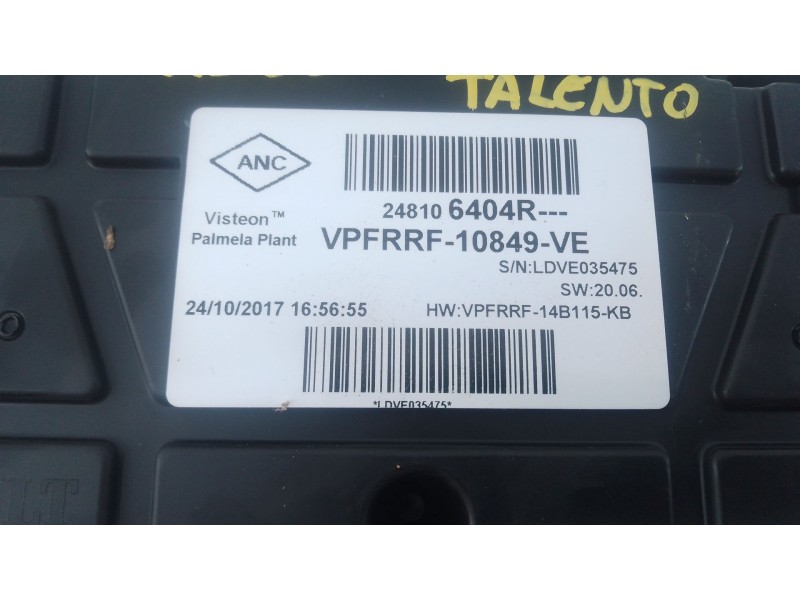 TALENTO
ANC
24810 6404R---
Visteon™
Palmela Plant
VPFRRF-10849-VE
S/N:LDVE035475
SW:20.06.
24/10/2017 16:56:55
HW:VPFRRF-14B115-KB
*LDVE035475*